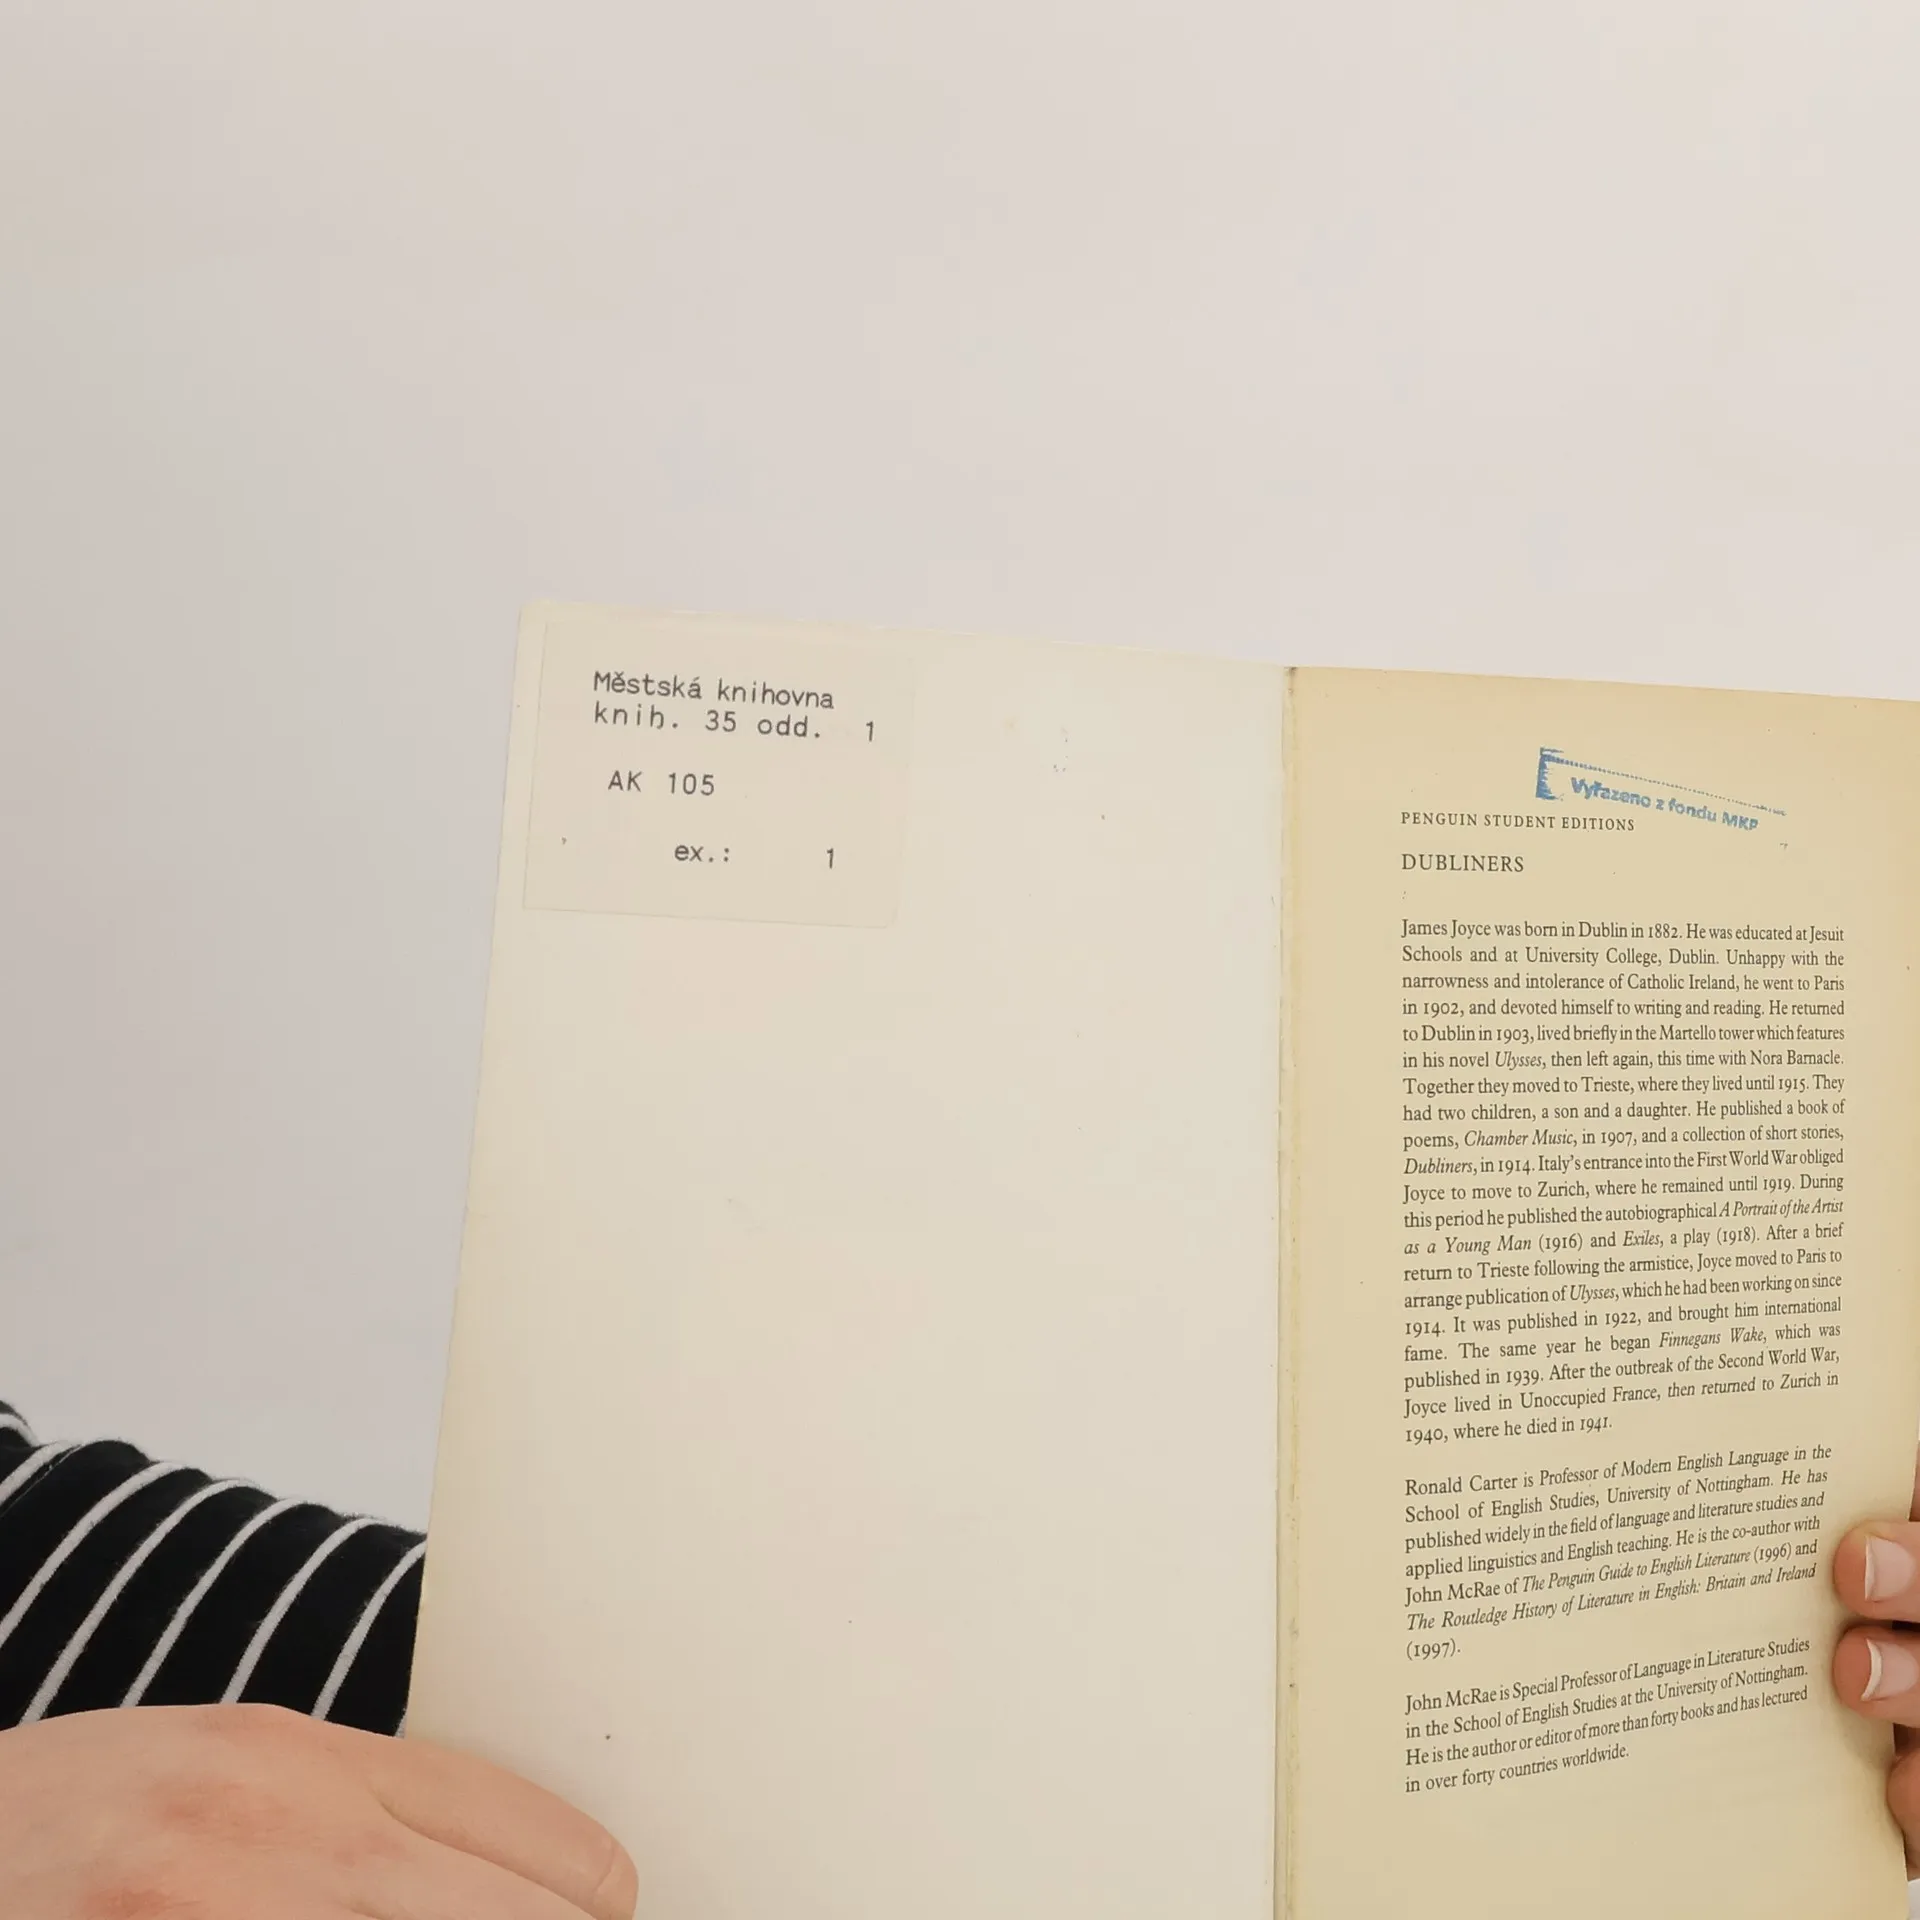 Městská knihovna
knih. 35 odd. 1
AK 105
ex.: 1
Vyřazeno z fondu MKP
PENGUIN STUDENT EDITIONS
DUBLINERS
James Joyce was born in Dublin in 1882. He was educated at Jesuit
Schools and at University College, Dublin. Unhappy with the
narrowness and intolerance of Catholic Ireland, he went to Paris
in 1902, and devoted himself to writing and reading. He returned
to Dublin in 1903, lived briefly in the Martello tower which features
in his novel Ulysses, then left again, this time with Nora Barnacle.
Together they moved to Trieste, where they lived until 1915. They
had two children, a son and a daughter. He published a book of
poems, Chamber Music, in 1907, and a collection of short stories,
Dubliners, in 1914. Italy's entrance into the First World War obliged
Joyce to move to Zurich, where he remained until 1919. During
this period he published the autobiographical A Portrait of the Artist
as a Young Man (1916) and Exiles, a play (1918). After a brief
return to Trieste following the armistice, Joyce moved to Paris to
arrange publication of Ulysses, which he had been working on since
1914. It was published in 1922, and brought him international
fame. The same year he began Finnegans Wake, which was
published in 1939. After the outbreak of the Second World War,
Joyce lived in Unoccupied France, then returned to Zurich in
1940, where he died in 1941.
Ronald Carter is Professor of Modern English Language in the
School of English Studies, University of Nottingham. He has
published widely in the field of language and literature studies and
applied linguistics and English teaching. He is the co-author with
John McRae of The Penguin Guide to English Literature (1996) and
The Routledge History of Literature in English: Britain and Ireland
(1997).
John McRae is Special Professor of Language in Literature Studies
in the School of English Studies at the University of Nottingham.
He is the author or editor of more than forty books and has lectured
in over forty countries worldwide.